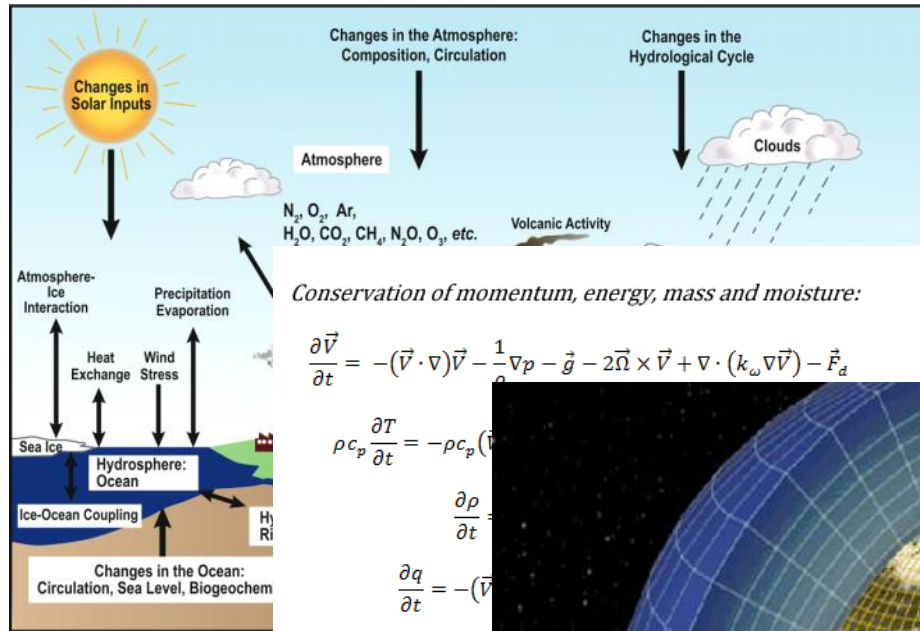 Changes in the Atmosphere:
Composition, Circulation
Changes in the
Hydrological Cycle
Changes in
Solar Inputs
Clouds
Atmosphere
N₂, O₂, Ar,
H₂O, CO₂, CH₄, N₂O, O₃, etc.
Volcanic Activity
Atmosphere-
Ice
Interaction
Precipitation
Evaporation
Heat
Exchange
Wind
Stress
Sea Ice
Hydrosphere:
Ocean
Ice-Ocean Coupling
Changes in the Ocean:
Circulation, Sea Level,
Conservation of momentum, energy, mass and moisture:
∂V⃗/∂t = −(V⃗ · ∇)V⃗ − 1/ρ ∇p − g⃗ − 2Ω⃗ × V⃗ + ∇ · (k_ω∇V⃗) − F⃗_d
ρc_p ∂T/∂t = −ρc_p(
∂ρ/∂t =
∂q/∂t = −(V⃗